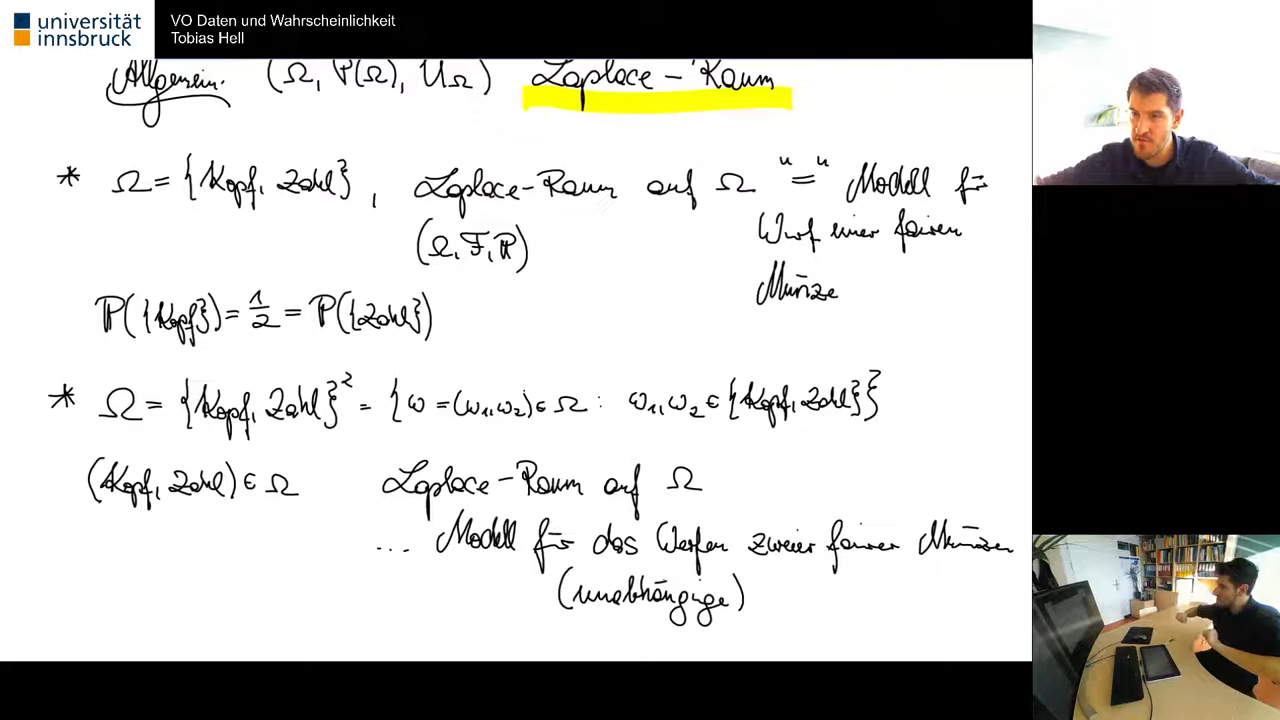 universität
innsbruck
VO Daten und Wahrscheinlichkeit
Tobias Hell
Allgemein: (Ω, P(Ω), U_Ω) Laplace-Raum
* Ω = {Kopf, Zahl}, Laplace-Raum auf Ω "=" Modell für
(Ω, F, ℙ) Wurf einer fairen
Münze
ℙ({Kopf}) = 1/2 = ℙ({Zahl})
* Ω = {Kopf, Zahl}² = {ω = (ω₁, ω₂) ∈ Ω : ω₁, ω₂ ∈ {Kopf, Zahl}}
(Kopf, Zahl) ∈ Ω Laplace-Raum auf Ω
... Modell für das Werfen zweier fairer Münzen
(unabhängige)